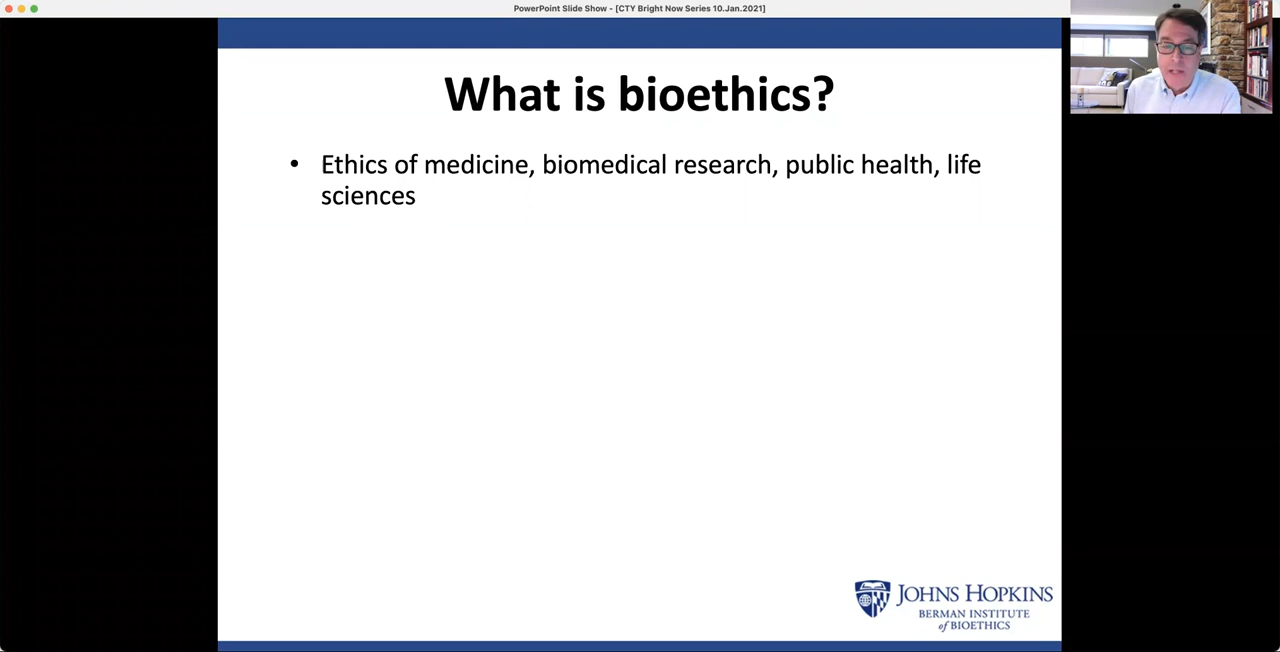 PowerPoint Slide Show - [CTY Bright Now Series 10.Jan.2021]
What is bioethics?
• Ethics of medicine, biomedical research, public health, life
sciences
JOHNS HOPKINS
BERMAN INSTITUTE
of BIOETHICS